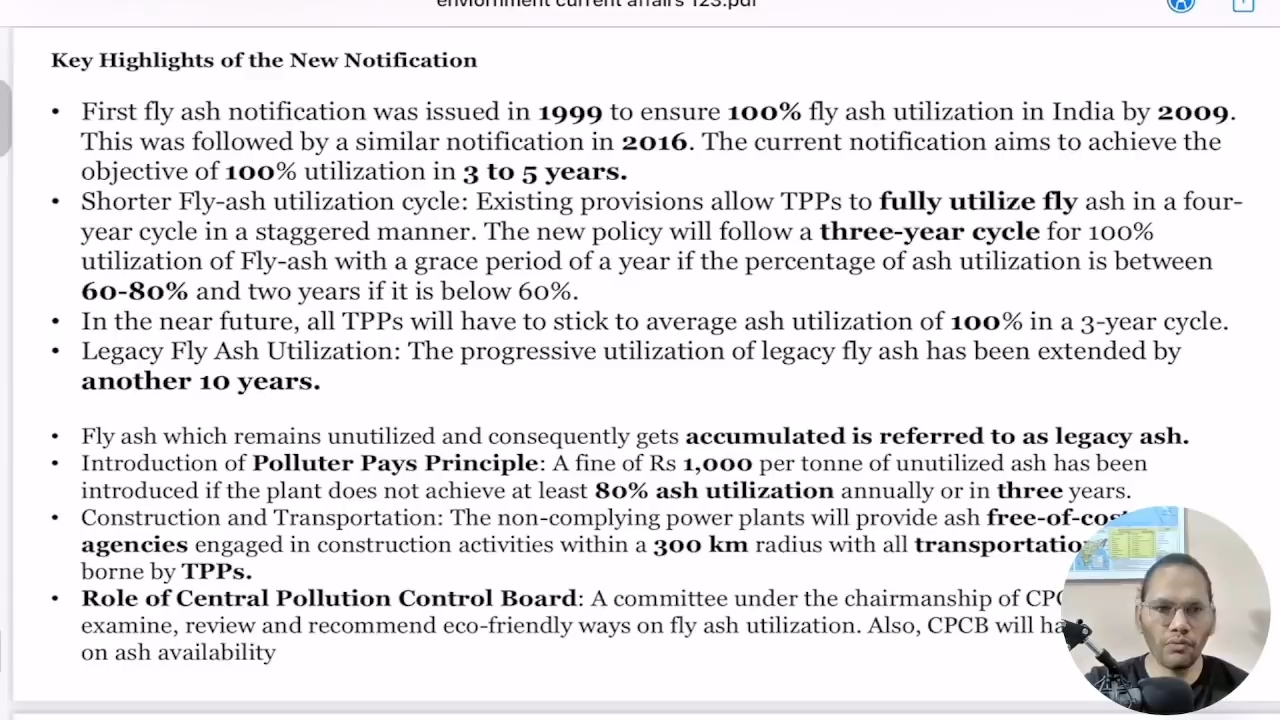 enviornment current affairs 123.pdf
Key Highlights of the New Notification
• First fly ash notification was issued in 1999 to ensure 100% fly ash utilization in India by 2009.
This was followed by a similar notification in 2016. The current notification aims to achieve the
objective of 100% utilization in 3 to 5 years.
• Shorter Fly-ash utilization cycle: Existing provisions allow TPPs to fully utilize fly ash in a four-
year cycle in a staggered manner. The new policy will follow a three-year cycle for 100%
utilization of Fly-ash with a grace period of a year if the percentage of ash utilization is between
60-80% and two years if it is below 60%.
• In the near future, all TPPs will have to stick to average ash utilization of 100% in a 3-year cycle.
• Legacy Fly Ash Utilization: The progressive utilization of legacy fly ash has been extended by
another 10 years.
• Fly ash which remains unutilized and consequently gets accumulated is referred to as legacy ash.
• Introduction of Polluter Pays Principle: A fine of Rs 1,000 per tonne of unutilized ash has been
introduced if the plant does not achieve at least 80% ash utilization annually or in three years.
• Construction and Transportation: The non-complying power plants will provide ash
agencies engaged in construction activities within a 300 km radius with all
borne by TPPs.
• Role of Central Pollution Control Board: A committee under the chairmanship of
examine, review and recommend eco-friendly ways on fly ash utilization. Also, CPCB will
on ash availability